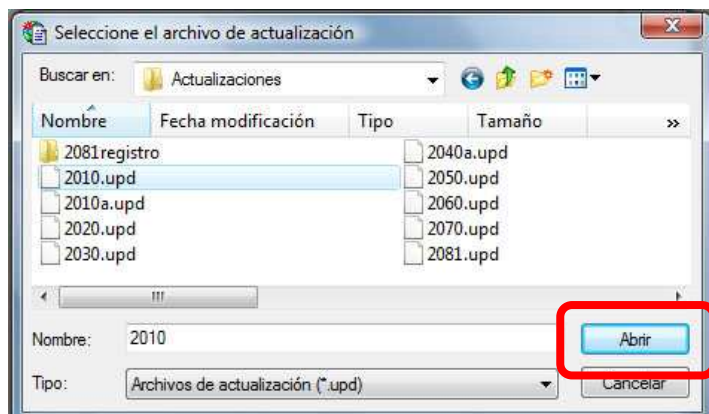 Seleccione el archivo de actualización
Buscar en: Actualizaciones
Nombre Fecha modificación Tipo Tamaño »
2081registro 2040a.upd
2010.upd 2050.upd
2010a.upd 2060.upd
2020.upd 2070.upd
2030.upd 2081.upd
Nombre: 2010 Abrir
Tipo: Archivos de actualización (*.upd) Cancelar